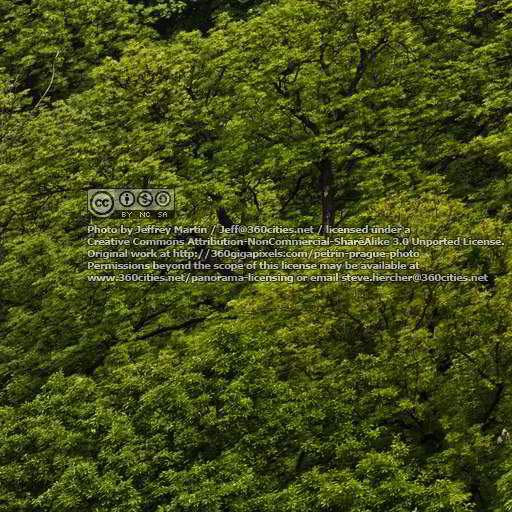 cc BY NC SA
Photo by Jeffrey Martin / Jeff@360cities.net / licensed under a
Creative Commons Attribution-NonCommercial-ShareAlike 3.0 Unported License.
Original work at http://360gigapixels.com/petrin-prague-photo
Permissions beyond the scope of this license may be available at
www.360cities.net/panorama-licensing or email steve.hercher@360cities.net